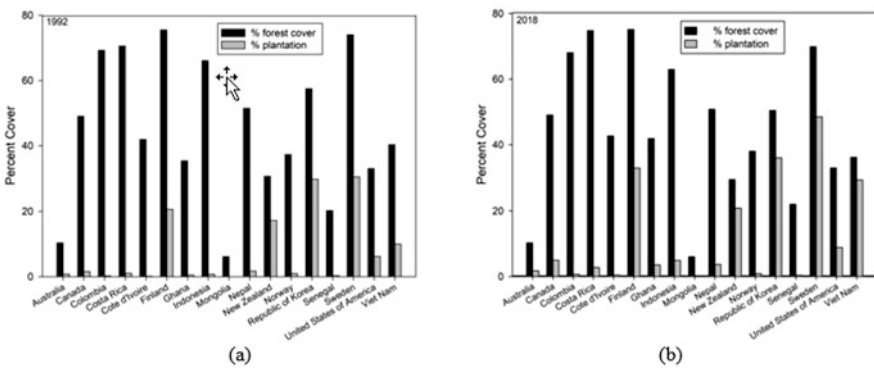 1992
% forest cover
% plantation
Percent Cover
80
60
40
20
0
Australia
Canada
Colombia
Costa Rica
Cote d'Ivoire
Finland
Ghana
Indonesia
Mongolia
Nepal
New Zealand
Norway
Republic of Korea
Senegal
Sweden
United States of America
Viet Nam
(a)
2018
% forest cover
% plantation
Percent Cover
80
60
40
20
0
Australia
Canada
Colombia
Costa Rica
Cote d'Ivoire
Finland
Ghana
Indonesia
Mongolia
Nepal
New Zealand
Norway
Republic of Korea
Senegal
Sweden
United States of America
Viet Nam
(b)